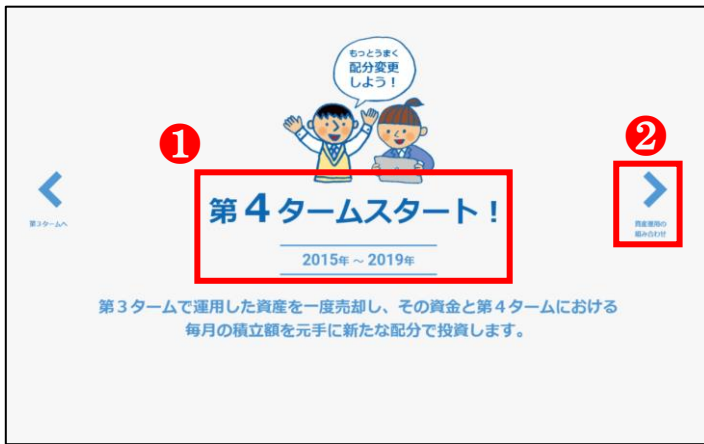 もっとうまく
配分変更
しよう！
❶
❷
第４タームスタート！
第3タームへ
資産運用の
組み合わせ
2015年 ～ 2019年
第３タームで運用した資産を一度売却し、その資金と第４タームにおける
毎月の積立額を元手に新たな配分で投資します。